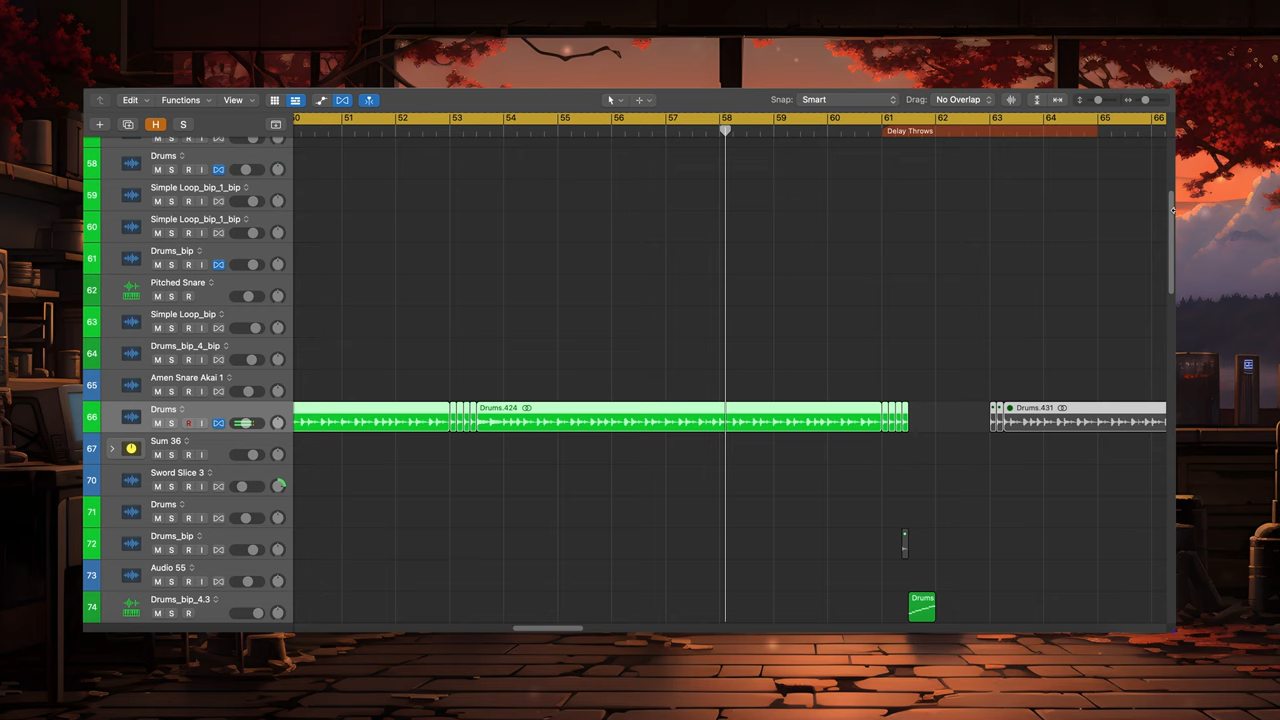 Edit Functions View Snap: Smart Drag: No Overlap
+ H S
51 52 53 54 55 56 57 58 59 60 61 62 63 64 65 66
Delay Throws
58 Drums
M S R I
59 Simple Loop_bip_1_bip
M S R I
60 Simple Loop_bip_1_bip
M S R I
61 Drums_bip
M S R I
62 Pitched Snare
M S R
63 Simple Loop_bip
M S R I
64 Drums_bip_4_bip
M S R I
65 Amen Snare Akai 1
M S R I
66 Drums Drums.424 Drums.431
M S R I
67 Sum 36
M S
70 Sword Slice 3
M S R I
71 Drums
M S R I
72 Drums_bip
M S R I
73 Audio 55
M S R I
74 Drums_bip_4.3 Drums
M S R